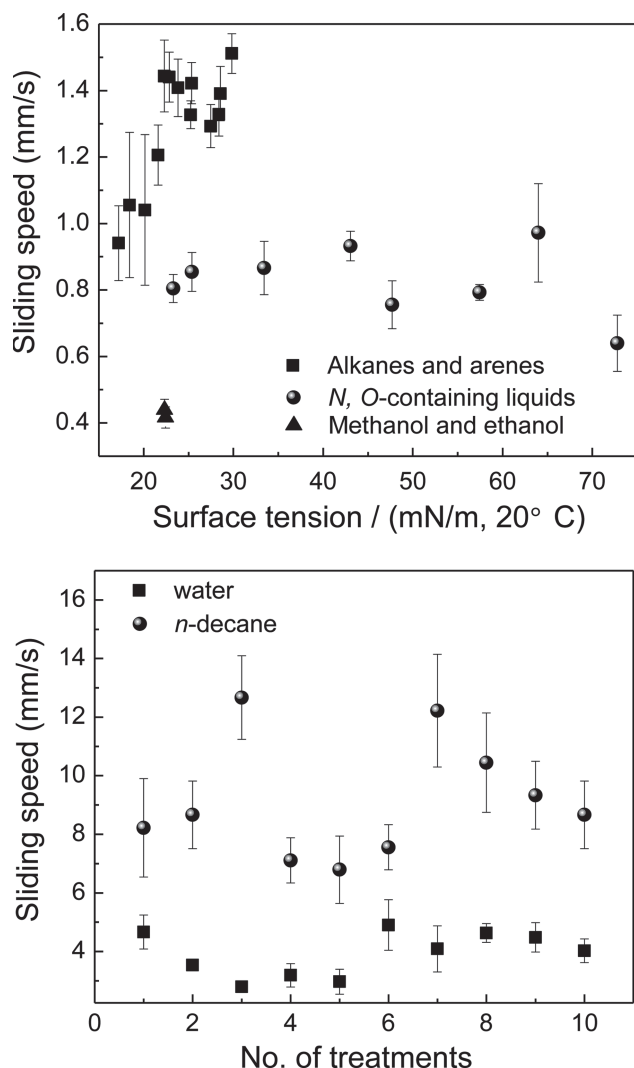 1.6
1.4
1.2
1.0
0.8
0.6
0.4
Sliding speed (mm/s)
Alkanes and arenes
N, O-containing liquids
Methanol and ethanol
20 30 40 50 60 70
Surface tension / (mN/m, 20° C)
16
14
12
10
8
6
4
Sliding speed (mm/s)
water
n-decane
0 2 4 6 8 10
No. of treatments